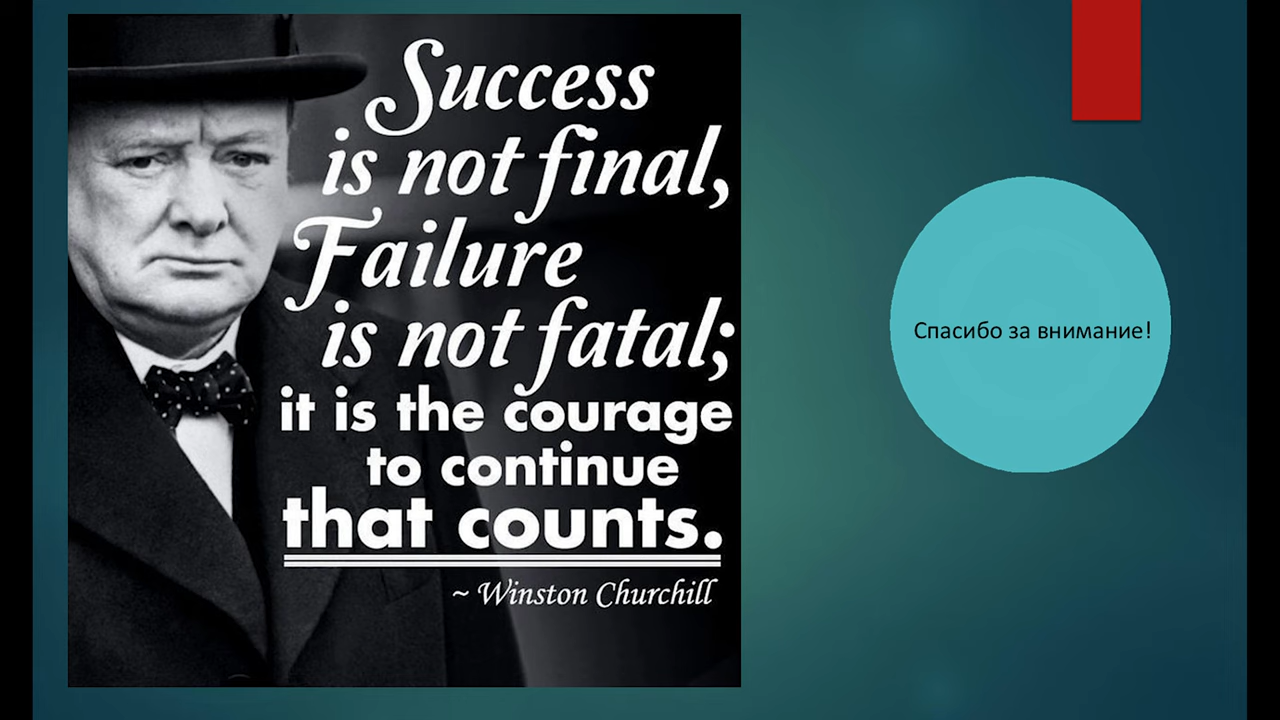 Success
is not final,
Failure
is not fatal;
it is the courage
to continue
that counts.
~ Winston Churchill
Спасибо за внимание!